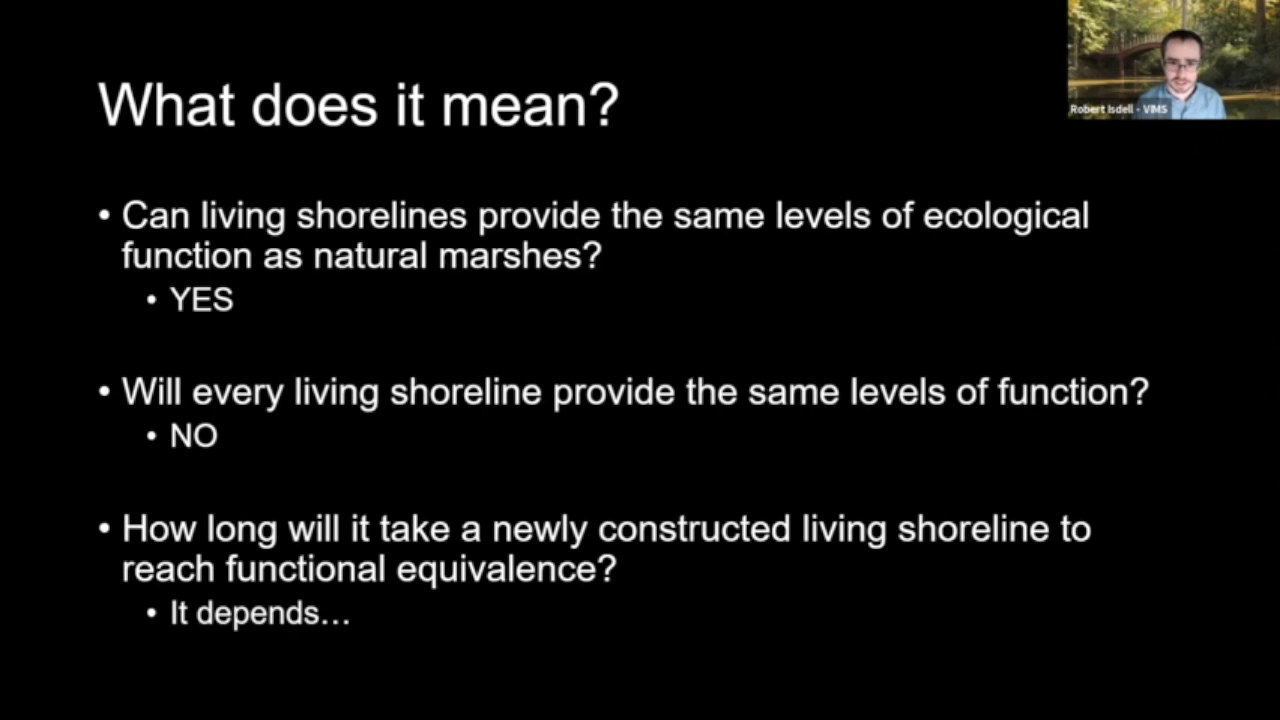 Robert Isdell - VIMS
What does it mean?
• Can living shorelines provide the same levels of ecological
function as natural marshes?
• YES
• Will every living shoreline provide the same levels of function?
• NO
• How long will it take a newly constructed living shoreline to
reach functional equivalence?
• It depends...